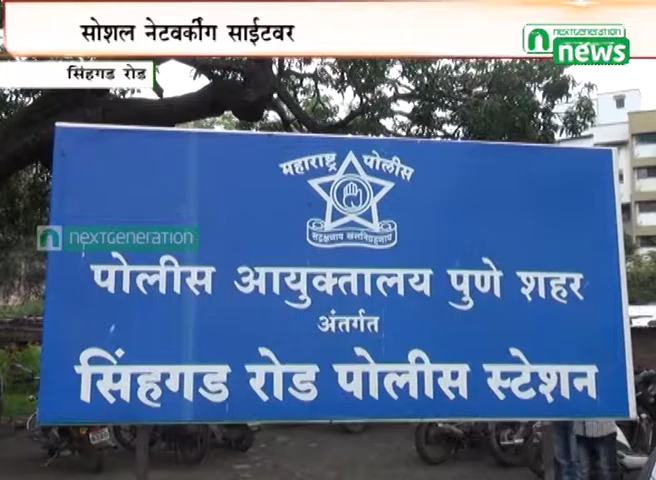 सोशल नेटवर्कींग साईटवर
nextgeneration
news
सिंहगड रोड
महाराष्ट्र पोलीस
सद्रक्षणाय खलनिग्रहणाय
nextgeneration
पोलीस आयुक्तालय पुणे शहर
अंतर्गत
सिंहगड रोड पोलीस स्टेशन